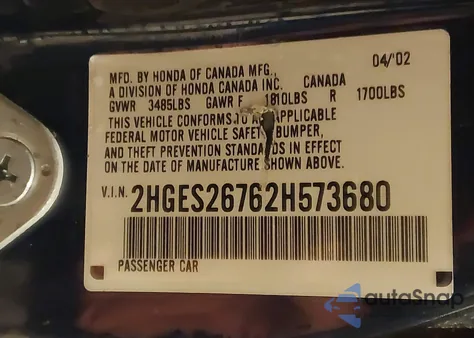 MFD. BY HONDA OF CANADA MFG., 04/'02
A DIVISION OF HONDA CANADA INC. CANADA
GVWR 3485LBS GAWR F 1810LBS R 1700LBS
THIS VEHICLE CONFORMS TO APPLICABLE
FEDERAL MOTOR VEHICLE SAFETY, BUMPER,
AND THEFT PREVENTION STANDARDS IN EFFECT
ON THE DATE OF MANUFACTURE SHOWN ABOVE.
V.I.N. 2HGES26762H573680
PASSENGER CAR
autoSnap